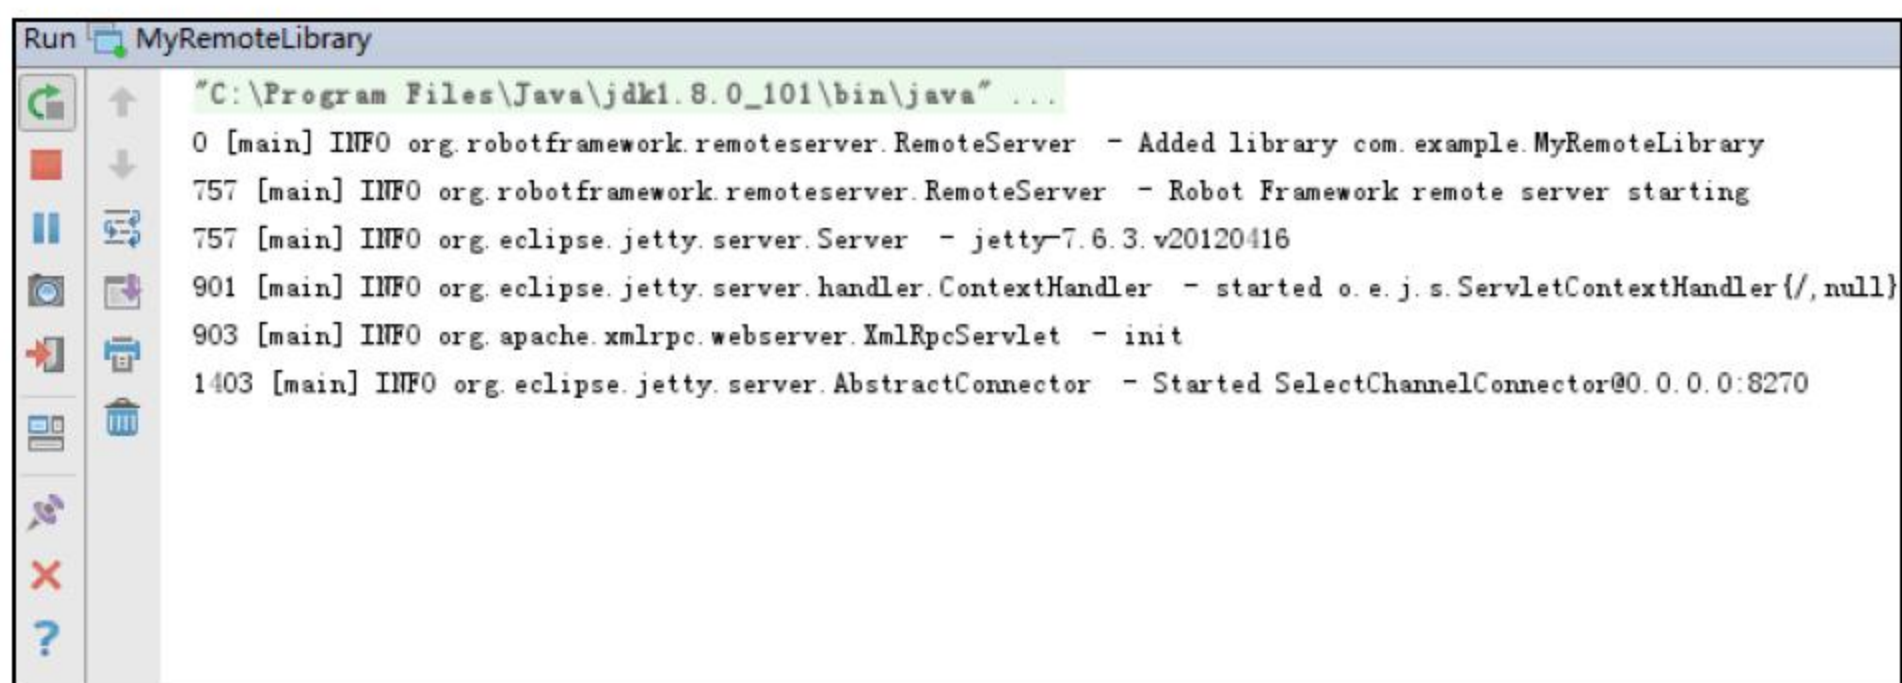 Run MyRemoteLibrary
"C:\Program Files\Java\jdk1.8.0_101\bin\java" ...
0 [main] INFO org.robotframework.remoteserver.RemoteServer - Added library com.example.MyRemoteLibrary
757 [main] INFO org.robotframework.remoteserver.RemoteServer - Robot Framework remote server starting
757 [main] INFO org.eclipse.jetty.server.Server - jetty-7.6.3.v20120416
901 [main] INFO org.eclipse.jetty.server.handler.ContextHandler - started o.e.j.s.ServletContextHandler{/,null}
903 [main] INFO org.apache.xmlrpc.webserver.XmlRpcServlet - init
1403 [main] INFO org.eclipse.jetty.server.AbstractConnector - Started SelectChannelConnector@0.0.0.0:8270